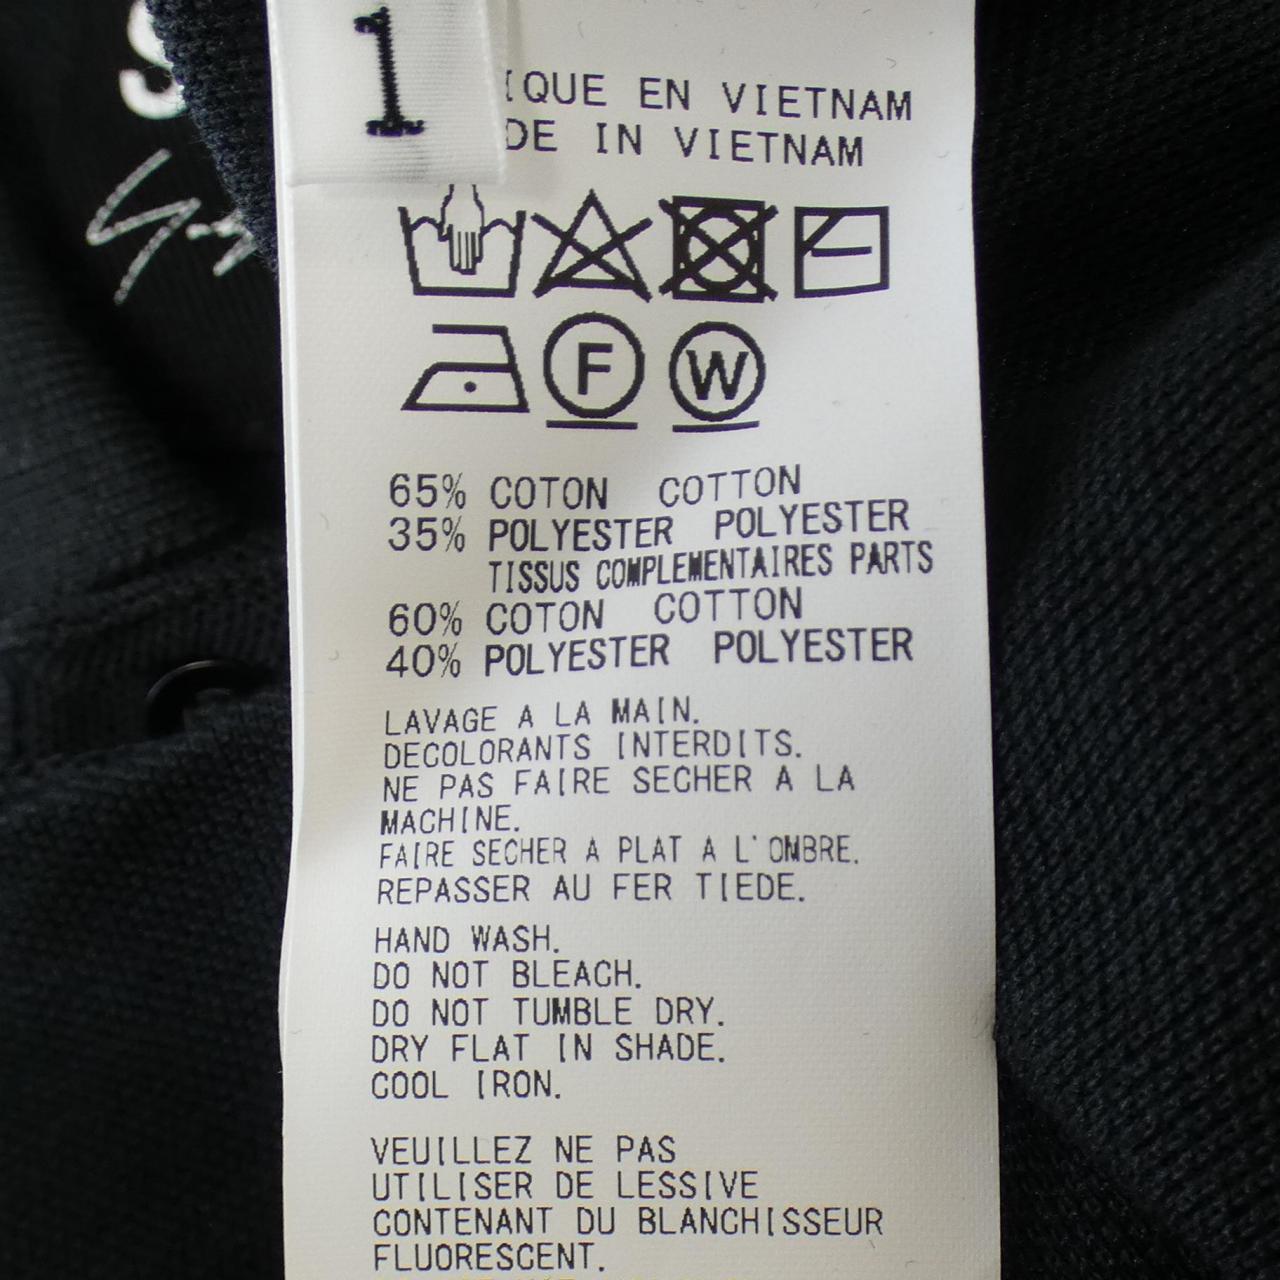 1
IQUE EN VIETNAM
DE IN VIETNAM
F W
65% COTON COTTON
35% POLYESTER POLYESTER
TISSUS COMPLEMENTAIRES PARTS
60% COTON COTTON
40% POLYESTER POLYESTER
LAVAGE A LA MAIN.
DECOLORANTS INTERDITS.
NE PAS FAIRE SECHER A LA
MACHINE.
FAIRE SECHER A PLAT A L'OMBRE.
REPASSER AU FER TIEDE.
HAND WASH.
DO NOT BLEACH.
DO NOT TUMBLE DRY.
DRY FLAT IN SHADE.
COOL IRON.
VEUILLEZ NE PAS
UTILISER DE LESSIVE
CONTENANT DU BLANCHISSEUR
FLUORESCENT.